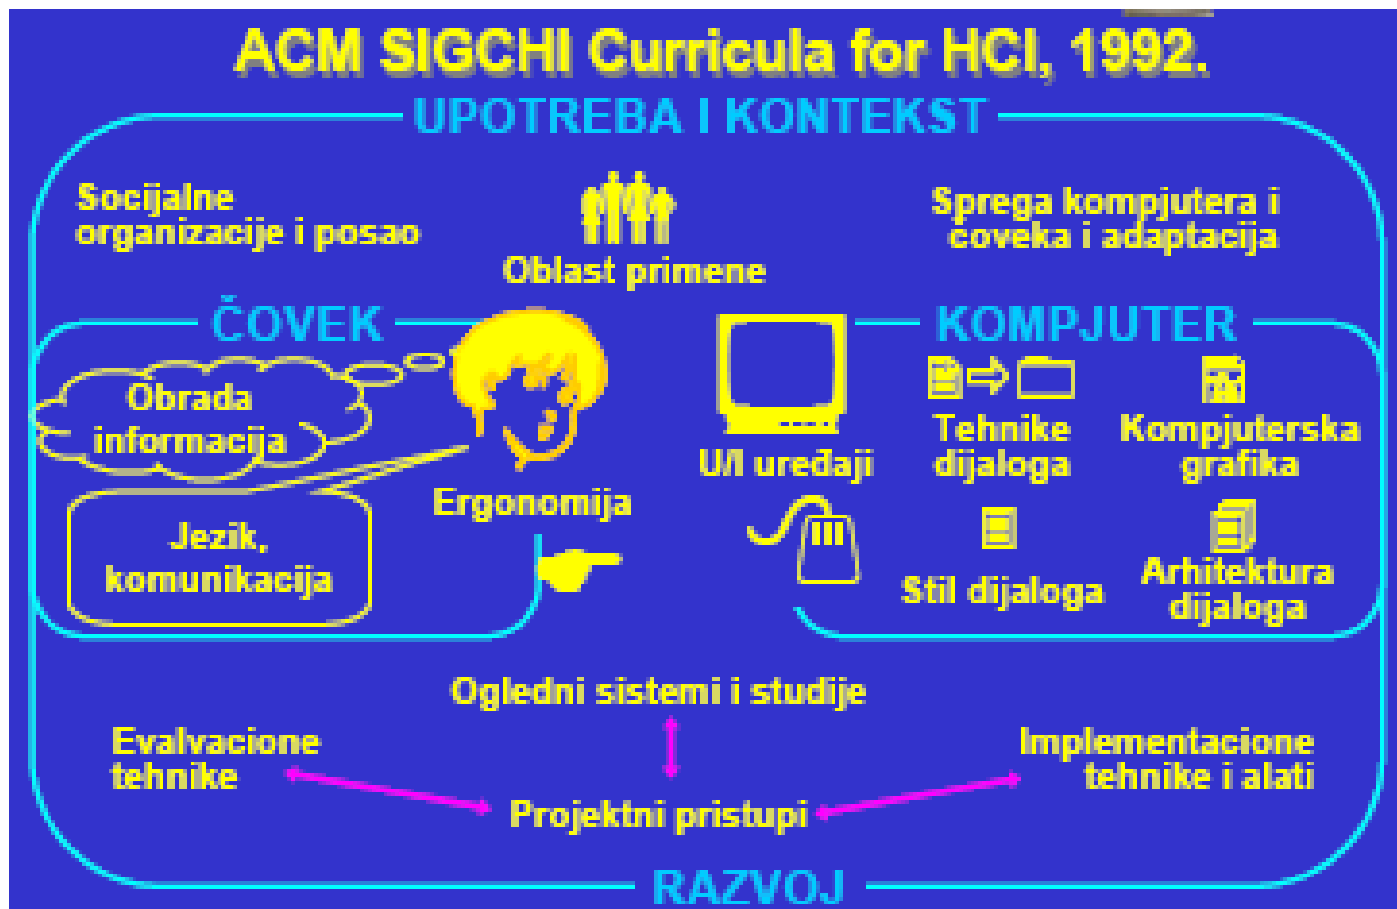 ACM SIGCHI Curricula for HCI, 1992.
UPOTREBA I KONTEKST
Socijalne
organizacije i posao
Oblast primene
Sprega kompjutera i
čoveka i adaptacija
ČOVEK
Obrada
informacija
Jezik,
komunikacija
Ergonomija
KOMPJUTER
U/I uređaji
Tehnike
dijaloga
Kompjuterska
grafika
Stil dijaloga
Arhitektura
dijaloga
Ogledni sistemi i studije
Evalvacione
tehnike
Projektni pristupi
Implementacione
tehnike i alati
RAZVOJ